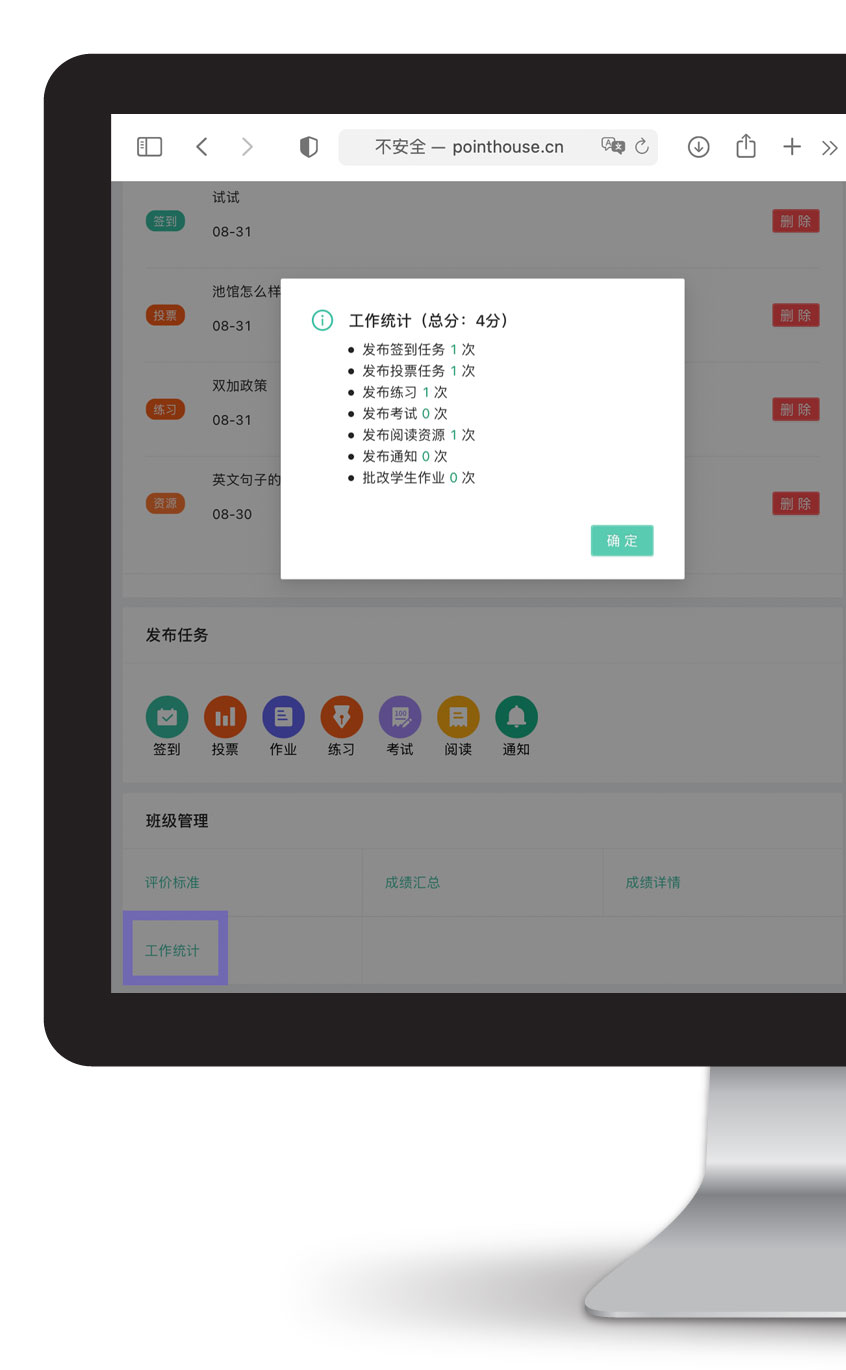 不安全 — pointhouse.cn
试试
签到
08-31
删 除
池馆怎么样
投票
08-31
删 除
双加政策
练习
08-31
删 除
英文句子的
资源
08-30
删 除
工作统计（总分：4分）
● 发布签到任务 1 次
● 发布投票任务 1 次
● 发布练习 1 次
● 发布考试 0 次
● 发布阅读资源 1 次
● 发布通知 0 次
● 批改学生作业 0 次
确 定
发布任务
100
签到 投票 作业 练习 考试 阅读 通知
班级管理
评价标准 成绩汇总 成绩详情
工作统计